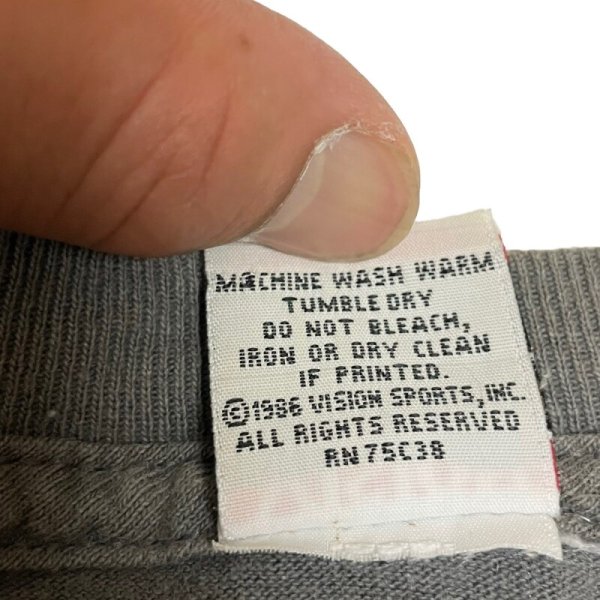 MACHINE WASH WARM
TUMBLE DRY
DO NOT BLEACH,
IRON OR DRY CLEAN
IF PRINTED.
©1986 VISION SPORTS, INC.
ALL RIGHTS RESERVED
RN 75C38